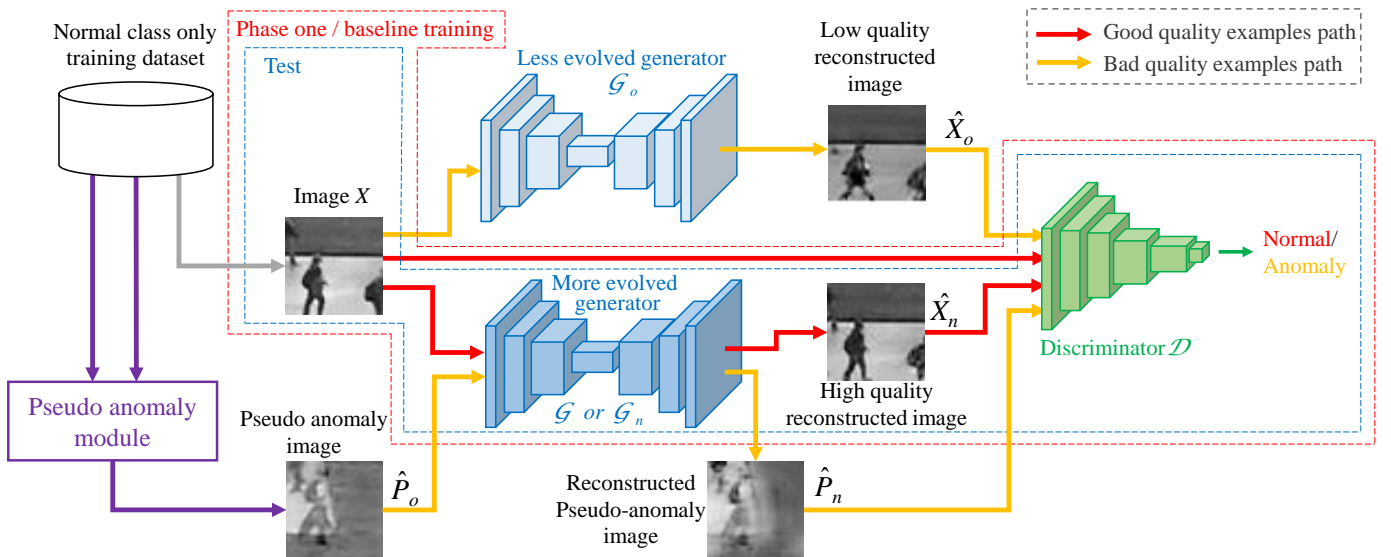 Normal class only
training dataset
Phase one / baseline training
Test
Less evolved generator
𝒢ₒ
Low quality
reconstructed
image
X̂ₒ
Good quality examples path
Bad quality examples path
Image X
Normal/
Anomaly
More evolved
generator
𝒢 or 𝒢ₙ
X̂ₙ
High quality
reconstructed image
Discriminator 𝒟
Pseudo anomaly
module
Pseudo anomaly
image
P̂ₒ
Reconstructed
Pseudo-anomaly
image
P̂ₙ